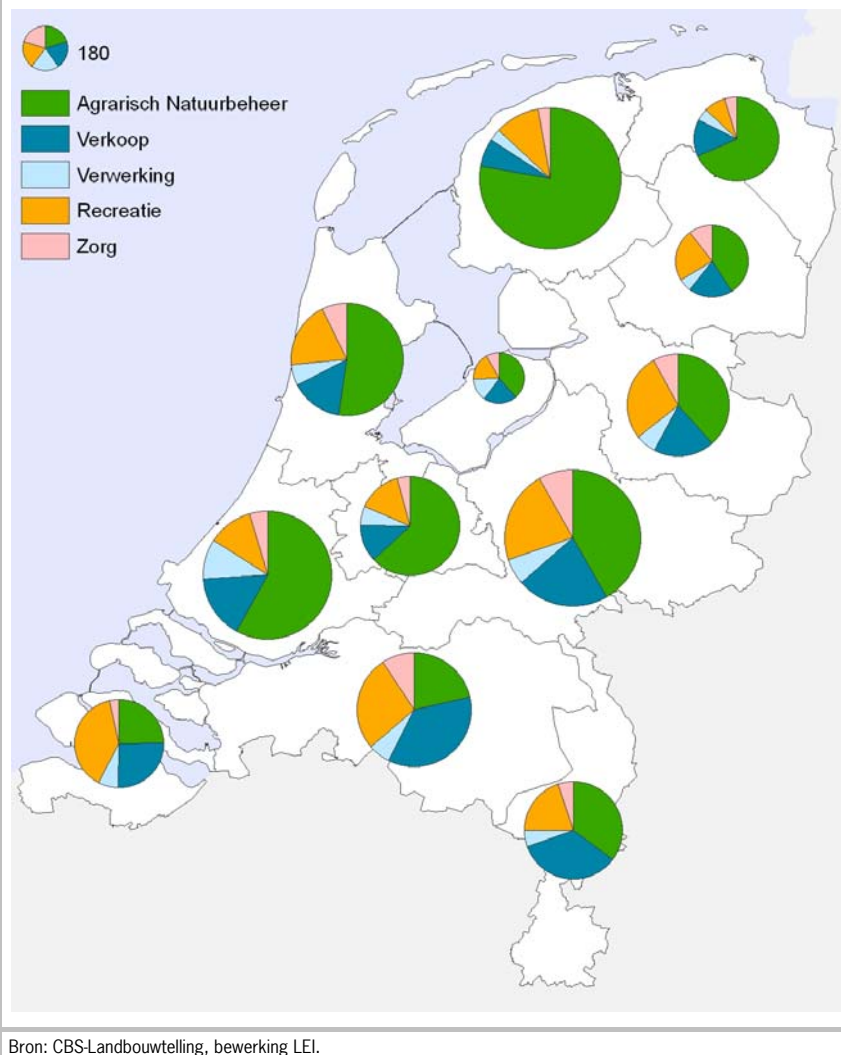 180
Agrarisch Natuurbeheer
Verkoop
Verwerking
Recreatie
Zorg
Bron: CBS-Landbouwtelling, bewerking LEI.